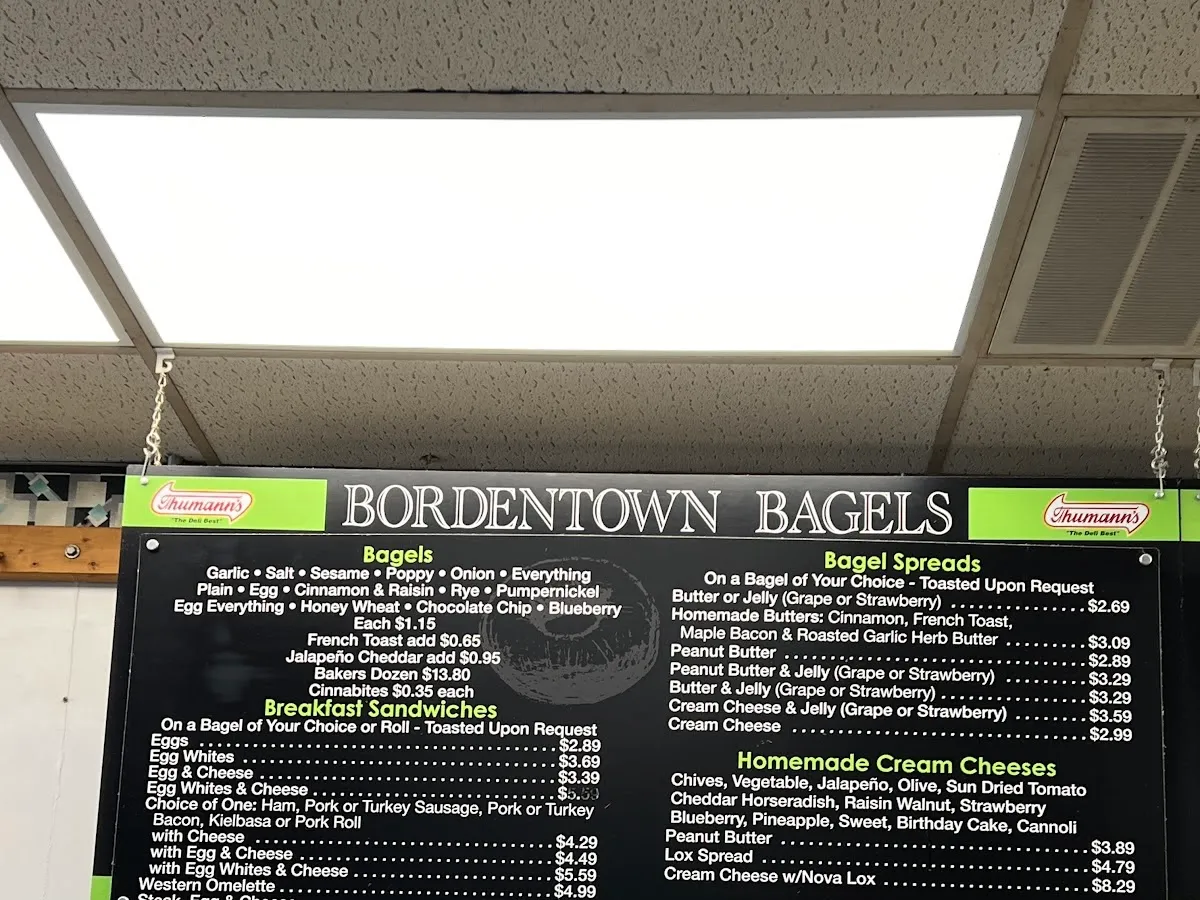 Thumann's
"The Deli Best"
BORDENTOWN BAGELS
Thumann's
"The Deli Best"
Bagels
Garlic • Salt • Sesame • Poppy • Onion • Everything
Plain • Egg • Cinnamon & Raisin • Rye • Pumpernickel
Egg Everything • Honey Wheat • Chocolate Chip • Blueberry
Each $1.15
French Toast add $0.65
Jalapeño Cheddar add $0.95
Bakers Dozen $13.80
Cinnabites $0.35 each
Breakfast Sandwiches
On a Bagel of Your Choice or Roll - Toasted Upon Request
Eggs $2.89
Egg Whites $3.69
Egg & Cheese $3.39
Egg Whites & Cheese
Choice of One: Ham, Pork or Turkey Sausage, Pork or Turkey
Bacon, Kielbasa or Pork Roll
with Cheese $4.29
with Egg & Cheese $4.49
with Egg Whites & Cheese $5.59
Western Omelette $4.99
Bagel Spreads
On a Bagel of Your Choice - Toasted Upon Request
Butter or Jelly (Grape or Strawberry) $2.69
Homemade Butters: Cinnamon, French Toast,
Maple Bacon & Roasted Garlic Herb Butter $3.09
Peanut Butter $2.89
Peanut Butter & Jelly (Grape or Strawberry) $3.29
Butter & Jelly (Grape or Strawberry) $3.29
Cream Cheese & Jelly (Grape or Strawberry) $3.59
Cream Cheese $2.99
Homemade Cream Cheeses
Chives, Vegetable, Jalapeño, Olive, Sun Dried Tomato
Cheddar Horseradish, Raisin Walnut, Strawberry
Blueberry, Pineapple, Sweet, Birthday Cake, Cannoli
Peanut Butter $3.89
Lox Spread $4.79
Cream Cheese w/Nova Lox $8.29